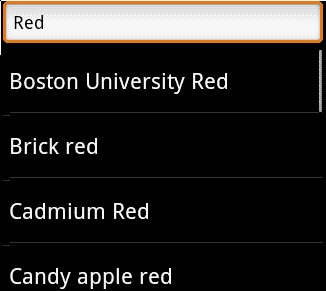 Red
Boston University Red
Brick red
Cadmium Red
Candy apple red